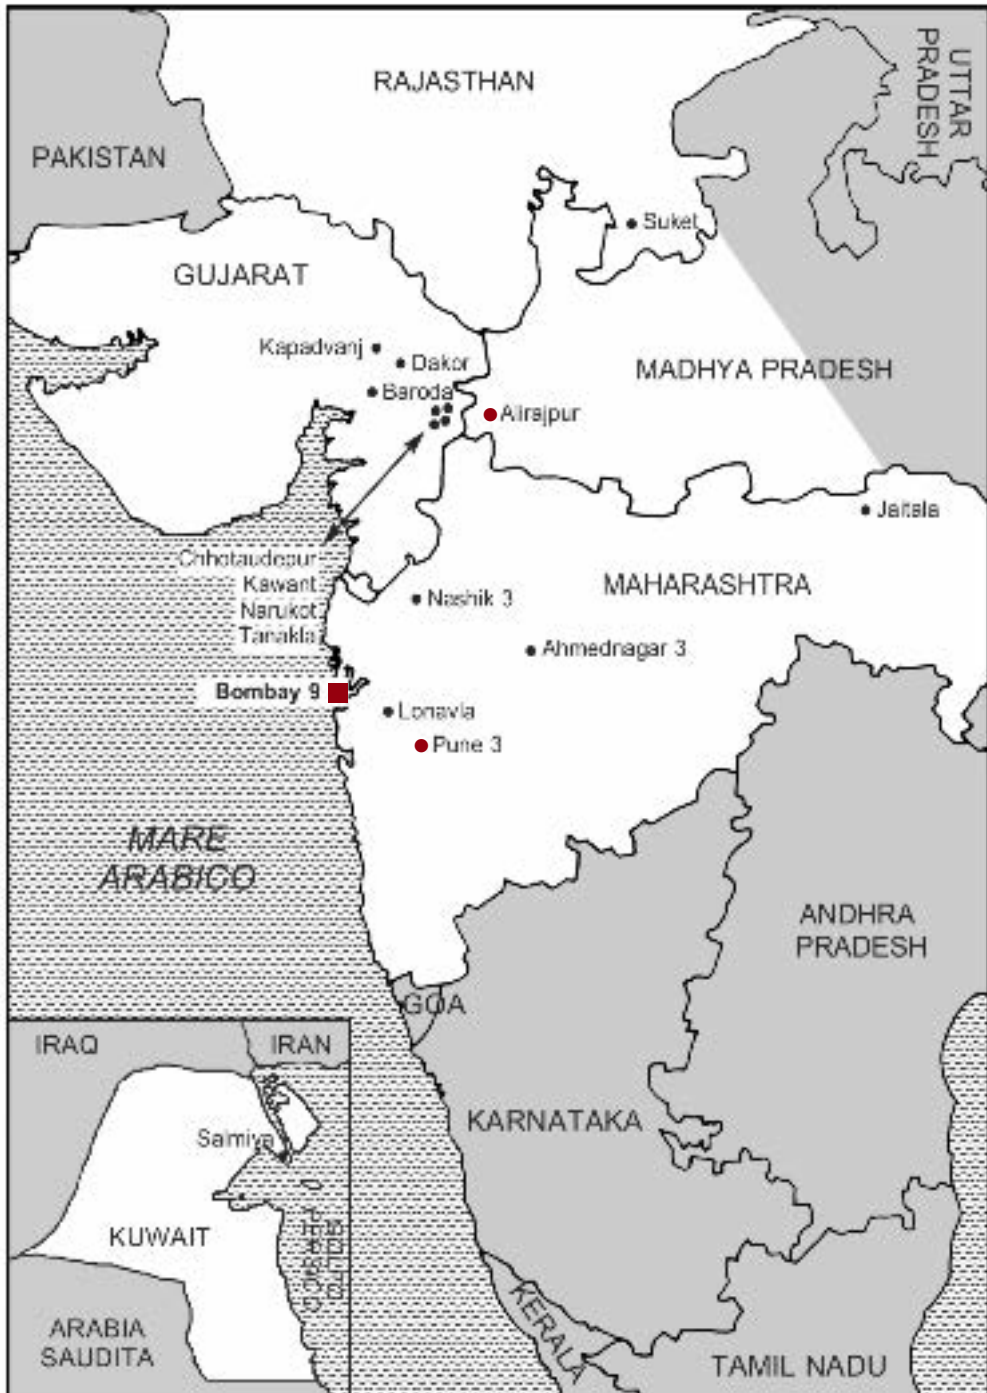 RAJASTHAN
UTTAR
PRADESH
PAKISTAN
Suket
GUJARAT
Kapadvanj
Dakor
MADHYA PRADESH
Baroda
Alirajpur
Jaitala
Chhotaudepur
Kawant
Narukot
Tanakla
MAHARASHTRA
Nashik 3
Ahmednagar 3
Bombay 9
Lonavla
Pune 3
MARE
ARABICO
ANDHRA
PRADESH
GOA
IRAQ
IRAN
KARNATAKA
Salmiya
KUWAIT
GOLFO
PERSICO
ARABIA
SAUDITA
KERALA
TAMIL NADU